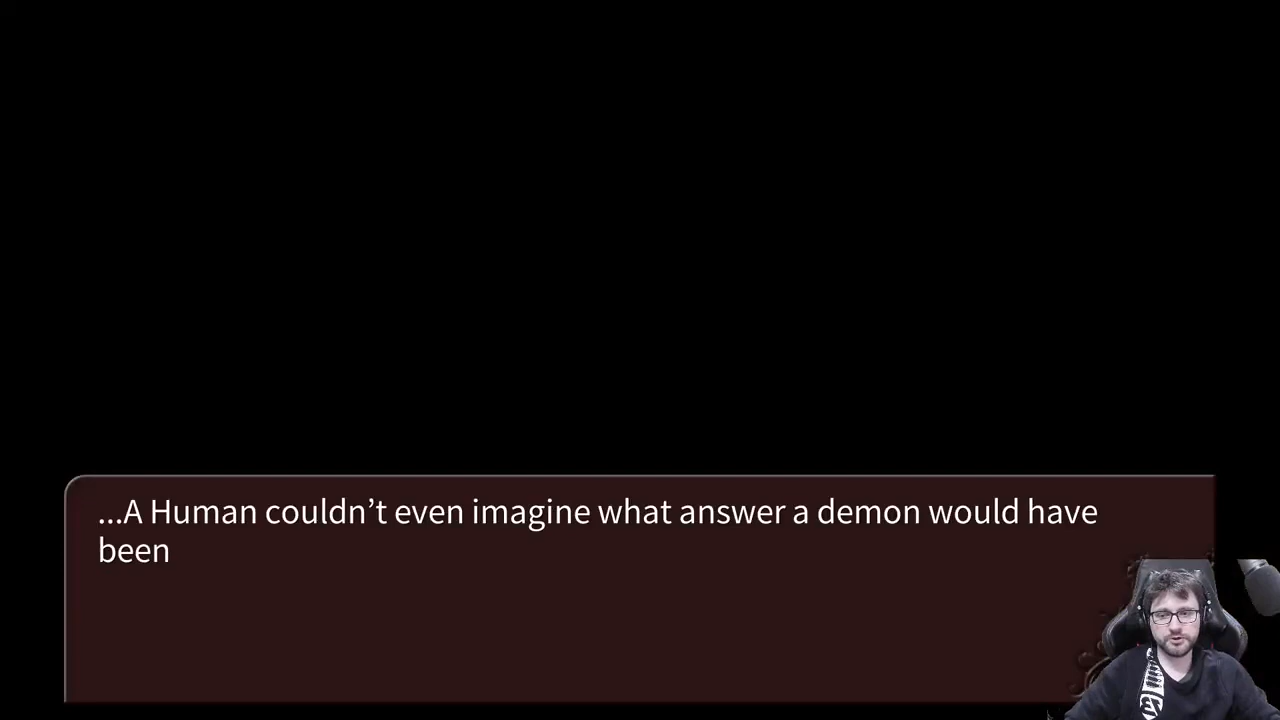 ...A Human couldn’t even imagine what answer a demon would have
been